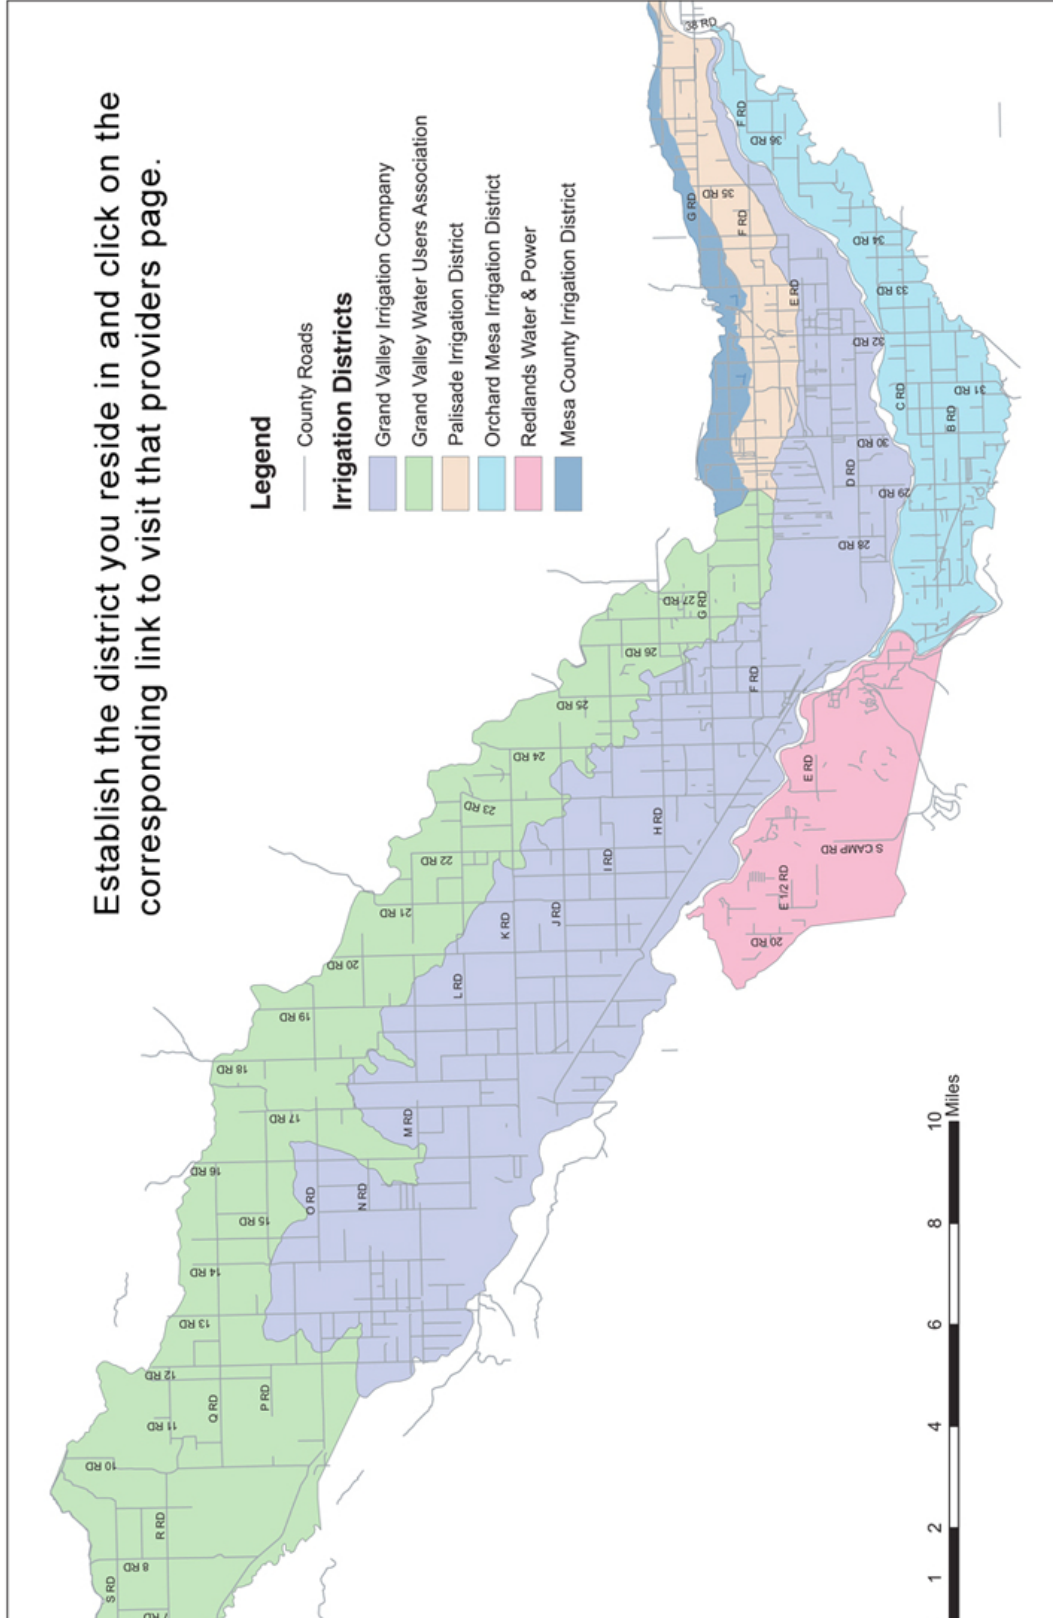 Establish the district you reside in and click on the
corresponding link to visit that providers page.
Legend
County Roads
Irrigation Districts
Grand Valley Irrigation Company
Grand Valley Water Users Association
Palisade Irrigation District
Orchard Mesa Irrigation District
Redlands Water & Power
Mesa County Irrigation District
S RD
8 RD
R RD
10 RD
11 RD
12 RD
Q RD
P RD
13 RD
14 RD
15 RD
16 RD
O RD
N RD
17 RD
M RD
18 RD
19 RD
20 RD
L RD
21 RD
K RD
J RD
22 RD
I RD
23 RD
H RD
24 RD
25 RD
26 RD
F RD
27 RD
G RD
20 RD
E 1/2 RD
S CAMP RD
E RD
28 RD
29 RD
D RD
30 RD
B RD
C RD
31 RD
32 RD
E RD
33 RD
34 RD
F RD
35 RD
G RD
36 RD
F RD
38 RD
1
2
4
6
8
10
Miles